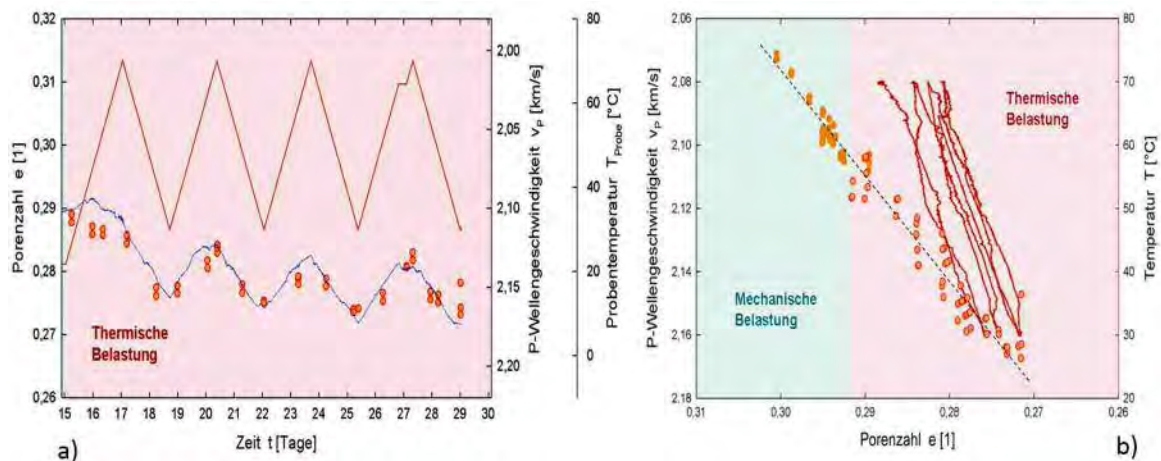 0,32
0,31
0,30
0,29
0,28
0,27
0,26
Porenzahl e [1]
15 16 17 18 19 20 21 22 23 24 25 26 27 28 29 30
Zeit t [Tage]
Thermische
Belastung
a)
2,00
2,05
2,10
2,15
2,20
P-Wellengeschwindigkeit vP [km/s]
80
60
40
20
0
Probentemperatur TProbe [°C]
2.06
2.08
2.10
2.12
2.14
2.16
2.18
P-Wellengeschwindigkeit vP [km/s]
Mechanische
Belastung
Thermische
Belastung
80
70
60
50
40
30
20
Temperatur T [°C]
0.31 0,30 0,29 0,28 0,27 0,26
Porenzahl e [1]
b)